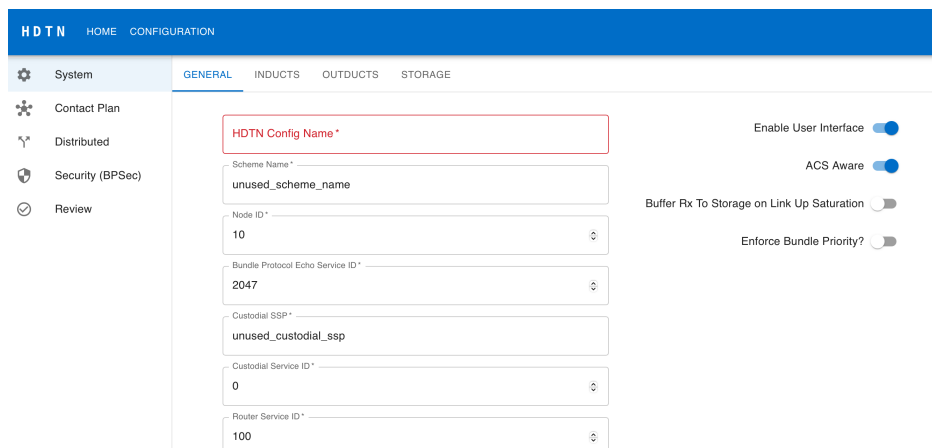 HDTN HOME CONFIGURATION
System
Contact Plan
Distributed
Security (BPSec)
Review
GENERAL INDUCTS OUTDUCTS STORAGE
HDTN Config Name *
Scheme Name *
unused_scheme_name
Node ID *
10
Bundle Protocol Echo Service ID *
2047
Custodial SSP *
unused_custodial_ssp
Custodial Service ID *
0
Router Service ID *
100
Enable User Interface
ACS Aware
Buffer Rx To Storage on Link Up Saturation
Enforce Bundle Priority?